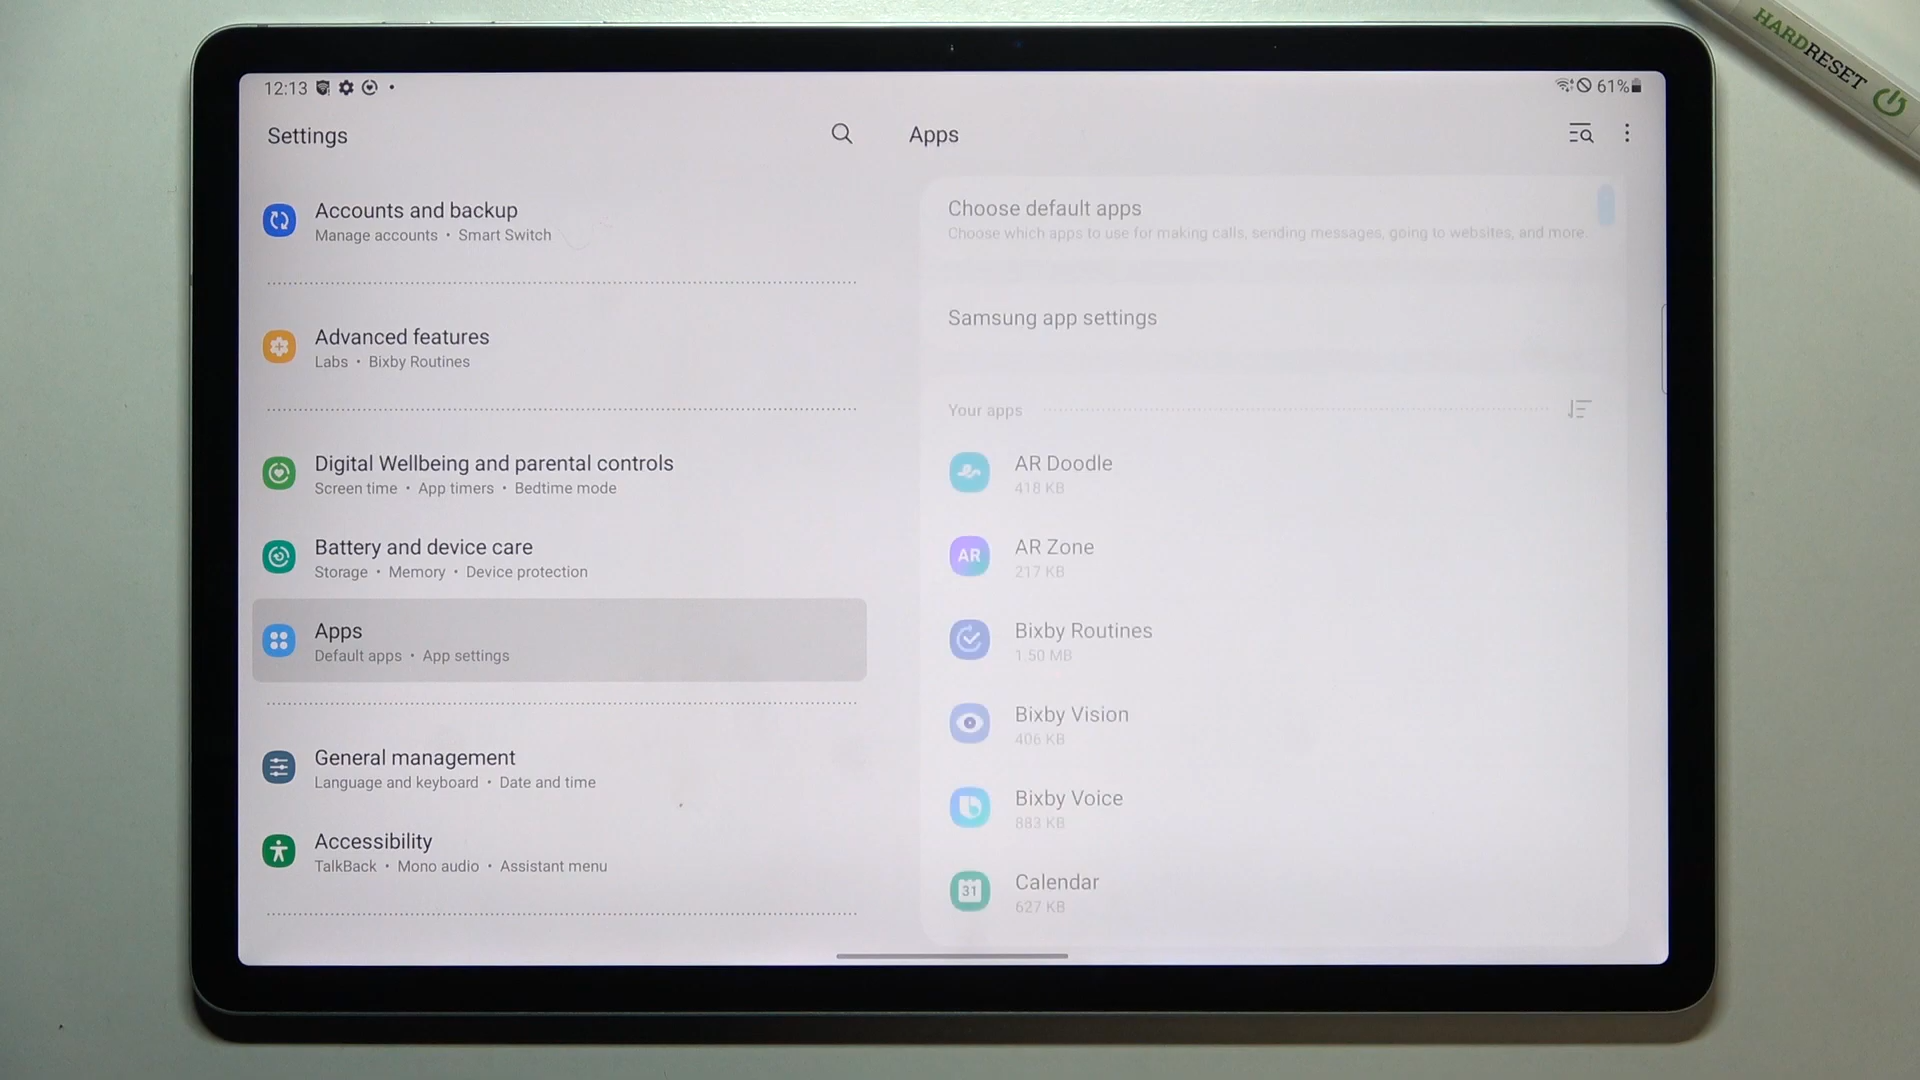 HARDRESET
12:13
61%
Settings
Accounts and backup
Manage accounts • Smart Switch
Advanced features
Labs • Bixby Routines
Digital Wellbeing and parental controls
Screen time • App timers • Bedtime mode
Battery and device care
Storage • Memory • Device protection
Apps
Default apps • App settings
General management
Language and keyboard • Date and time
Accessibility
TalkBack • Mono audio • Assistant menu
Apps
Choose default apps
Choose which apps to use for making calls, sending messages, going to websites, and more.
Samsung app settings
Your apps
AR Doodle
418 KB
AR
AR Zone
217 KB
Bixby Routines
1.50 MB
Bixby Vision
406 KB
Bixby Voice
883 KB
31
Calendar
627 KB